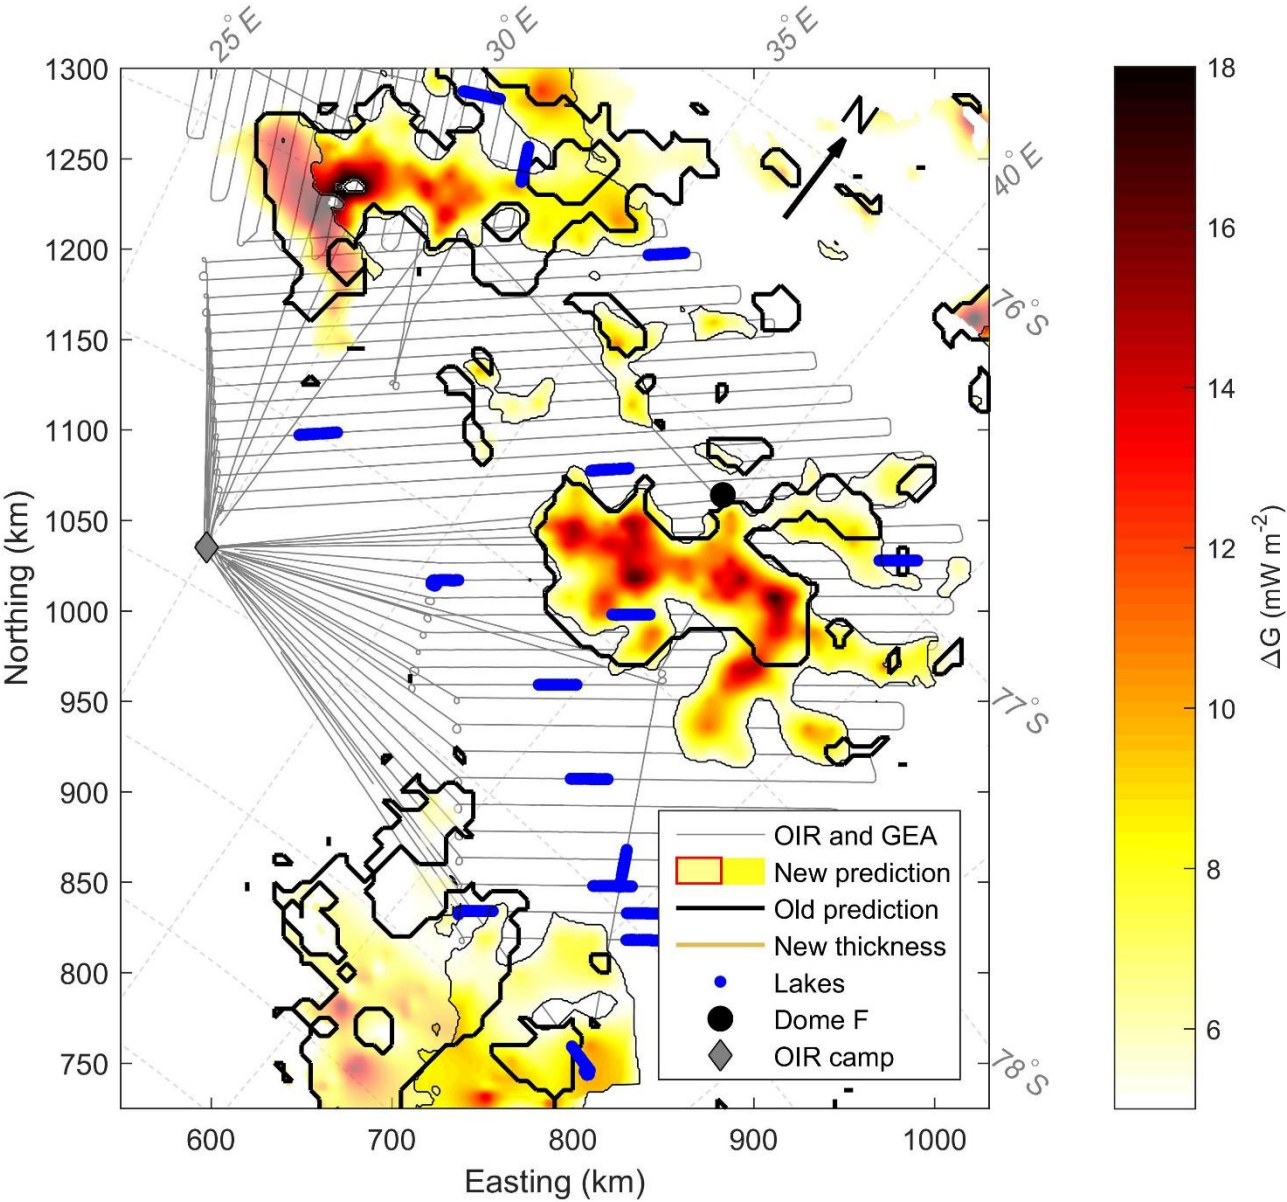 25°E
30°E
35°E
40°E
76°S
77°S
78°S
N
1300
1250
1200
1150
1100
1050
1000
950
900
850
800
750
Northing (km)
600
700
800
900
1000
Easting (km)
OIR and GEA
New prediction
Old prediction
New thickness
Lakes
Dome F
OIR camp
18
16
14
12
10
8
6
ΔG (mW m⁻²)